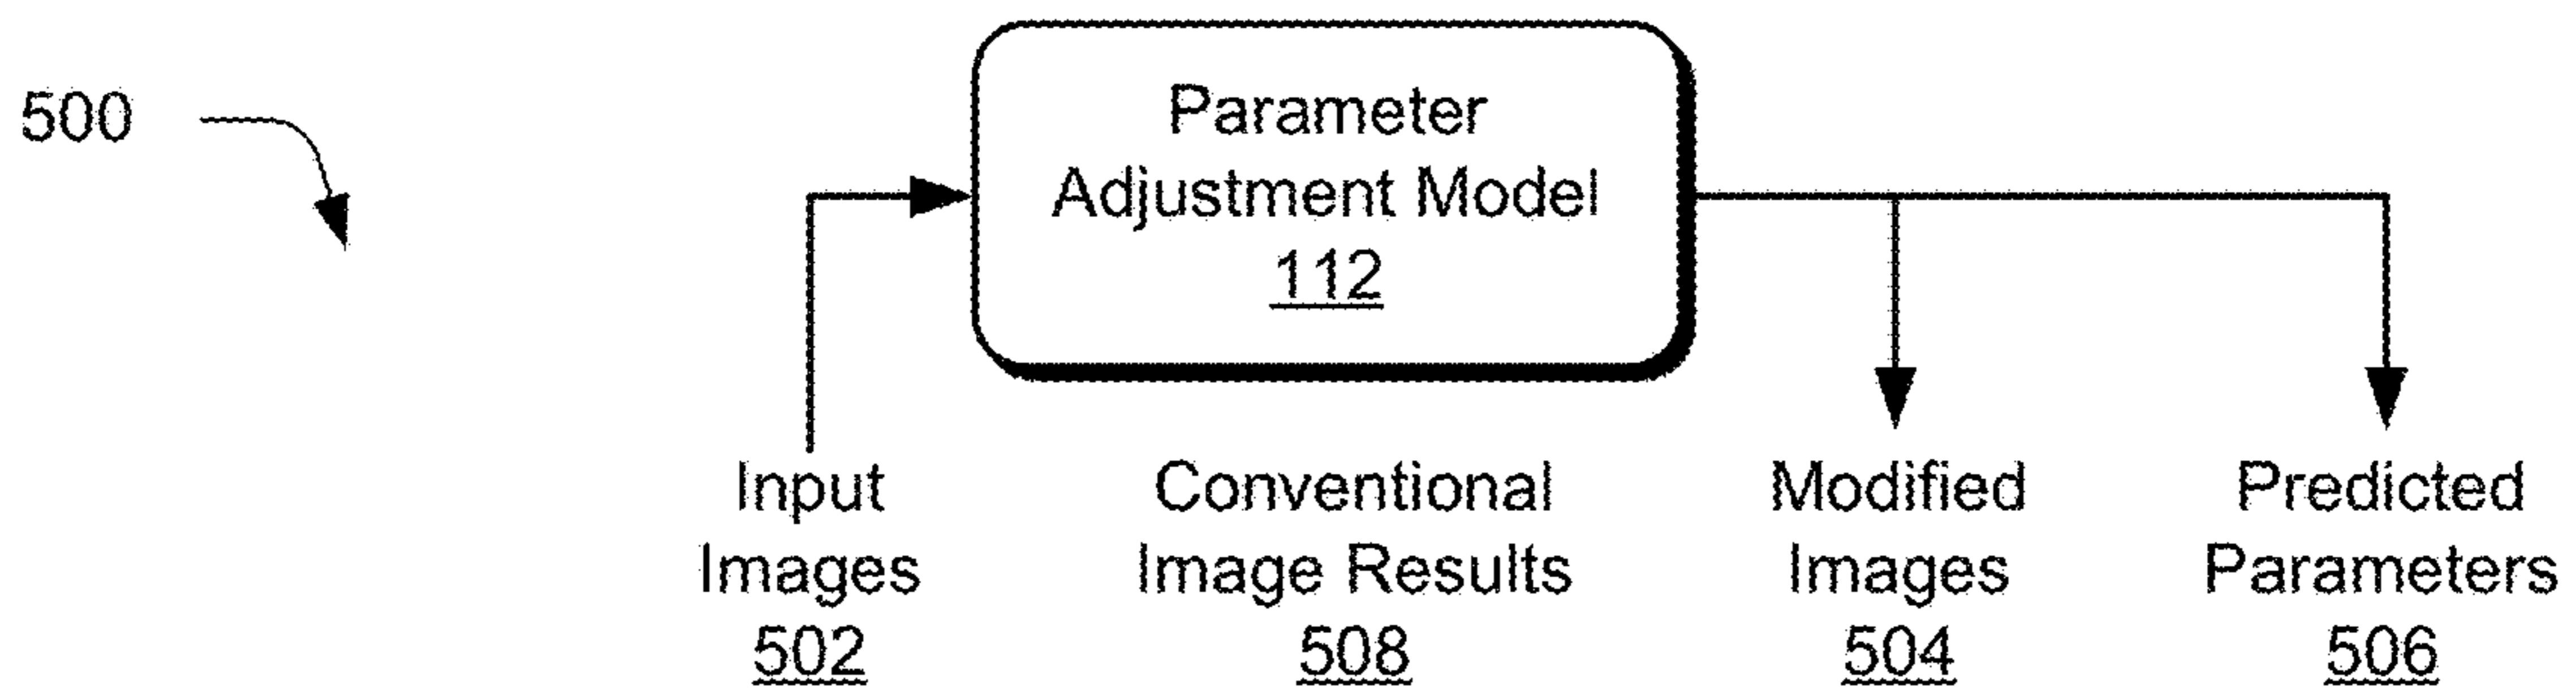 500
Parameter
Adjustment Model
112
Input
Images
502
Conventional
Image Results
508
Modified
Images
504
Predicted
Parameters
506